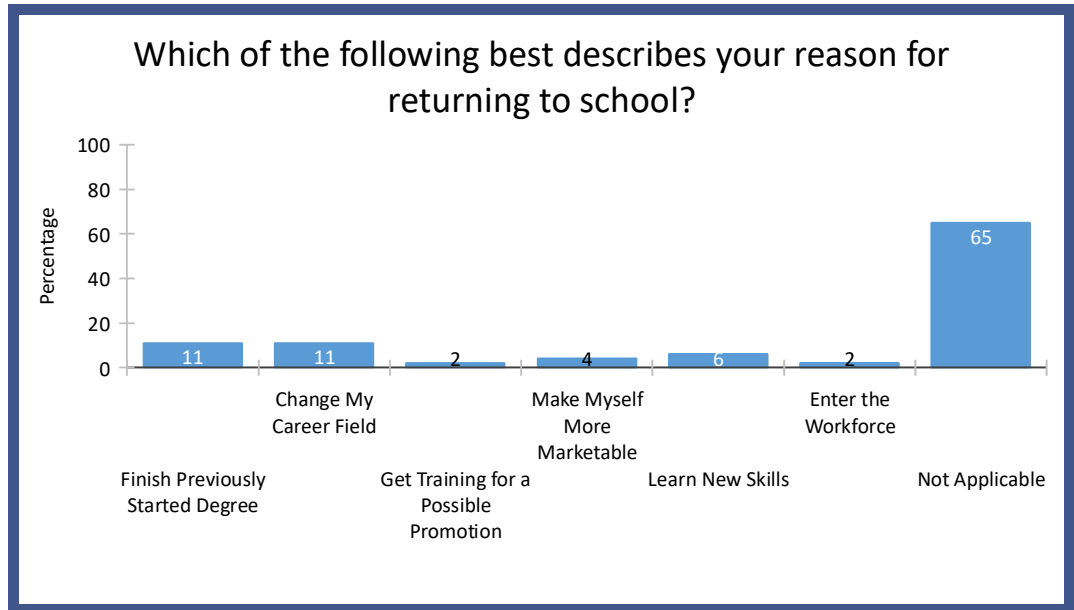 Which of the following best describes your reason for
returning to school?
Percentage
100
80
60
40
20
0
11
11
2
4
6
2
65
Finish Previously
Started Degree
Change My
Career Field
Get Training for a
Possible
Promotion
Make Myself
More
Marketable
Learn New Skills
Enter the
Workforce
Not Applicable